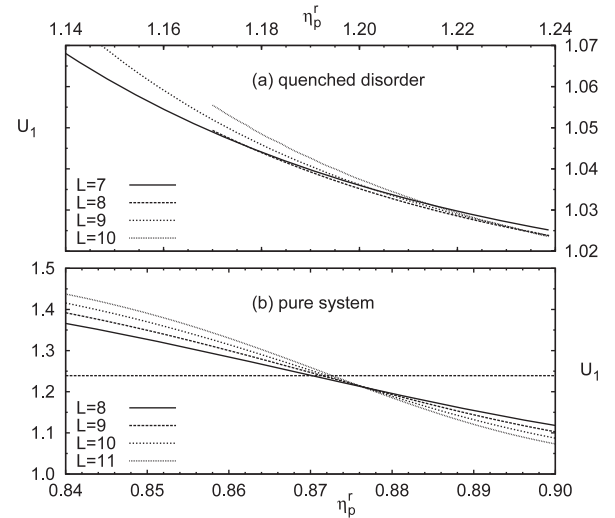 η_p^r
1.14 1.16 1.18 1.20 1.22 1.24
1.07
(a) quenched disorder
1.06
U₁
1.05
1.04
L=7
L=8
L=9
L=10
1.03
1.02
1.5
(b) pure system
1.4
1.3
U₁
1.2
L=8
L=9
L=10
L=11
1.1
1.0
0.84 0.85 0.86 0.87 0.88 0.89 0.90
η_p^r